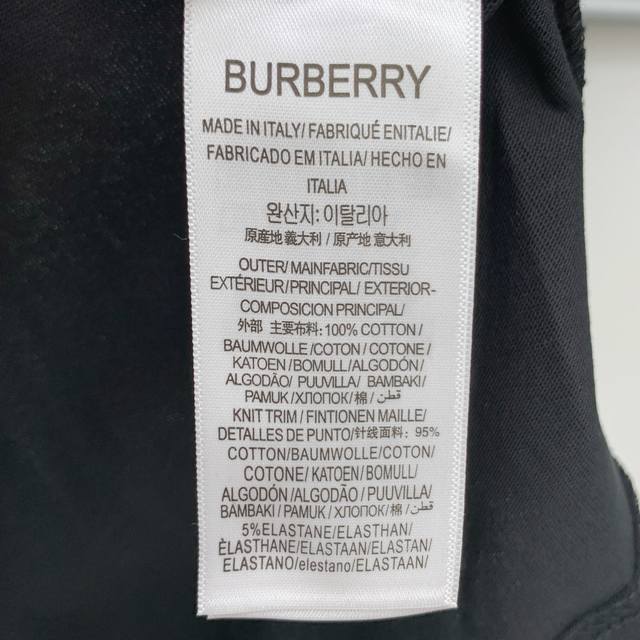 BURBERRY
MADE IN ITALY/ FABRIQUÉ ENITALIE/
FABRICADO EM ITALIA/ HECHO EN
ITALIA
원산지: 이탈리아
原産地 義大利 / 原产地 意大利
OUTER/ MAINFABRIC/TISSU
EXTÉRIEUR/PRINCIPAL/ EXTERIOR-
COMPOSICION PRINCIPAL/
外部 主要布料: 100% COTTON /
BAUMWOLLE /COTON / COTONE /
KATOEN /BOMULL/ALGODÓN/
ALGODÃO/ PUUVILLA/ BAMBAKI/
PAMUK /ХЛОПОК/棉/ قطن /
KNIT TRIM / FINTIONEN MAILLE/
DETALLES DE PUNTO/针线面料: 95%
COTTON/BAUMWOLLE/COTON/
COTONE/ KATOEN/BOMULL/
ALGODÓN/ALGODÃO / PUUVILLA/
BAMBAKI / PAMUK / ХЛОПОК/棉 / قطن /
5%ELASTANE/ELASTHAN/
ÈLASTHANE/ELASTAAN/ELASTAN/
ELASTANO/elestano/ELASTAAN/